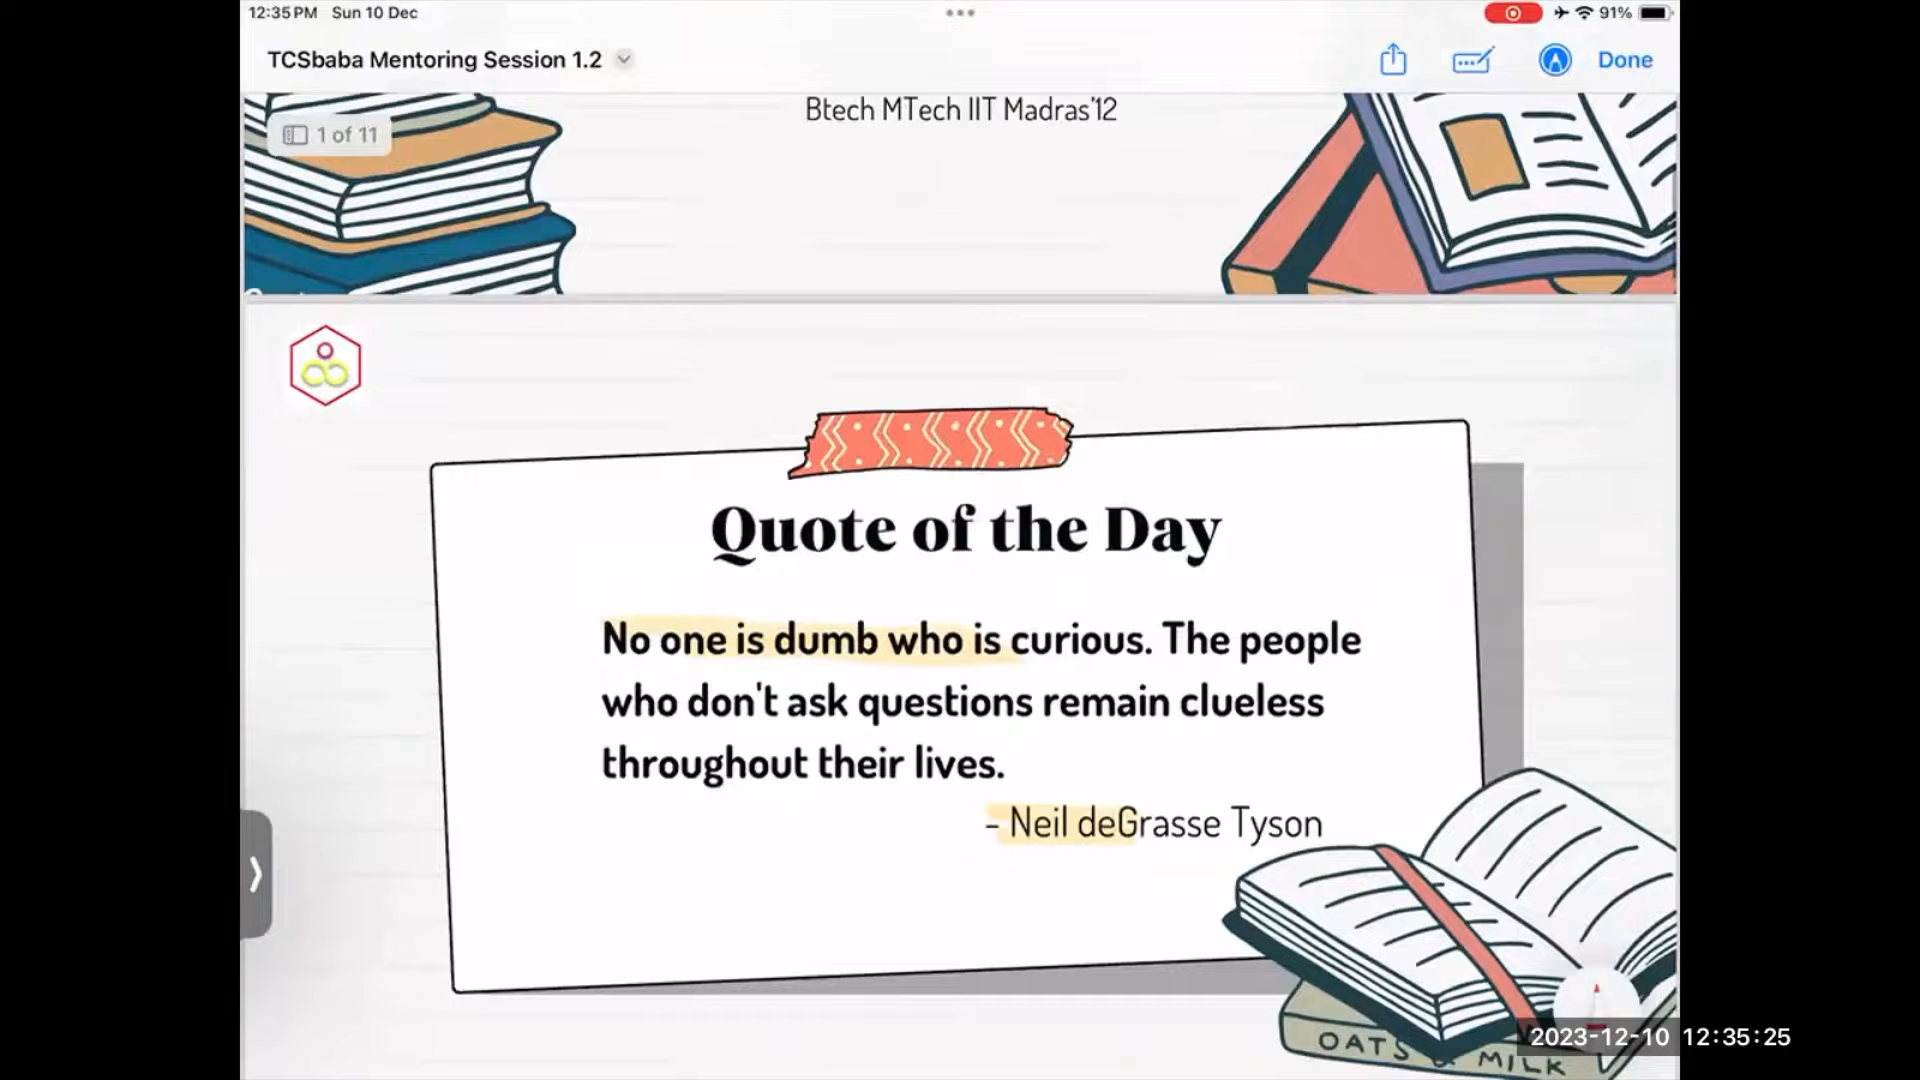 12:35 PM Sun 10 Dec
91%
TCSbaba Mentoring Session 1.2
Done
Btech MTech IIT Madras'12
1 of 11
Quote of the Day
No one is dumb who is curious. The people
who don't ask questions remain clueless
throughout their lives.
- Neil deGrasse Tyson
OATS & MILK
2023-12-10 12:35:25